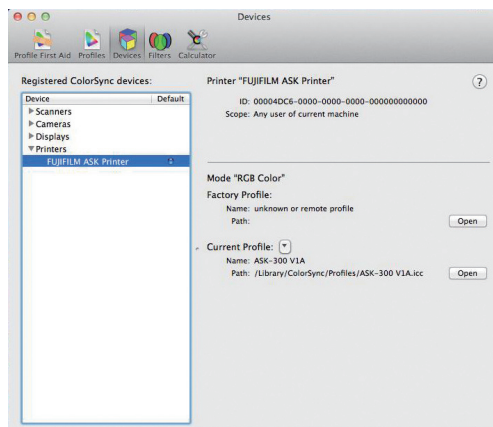 Devices
Profile First Aid Profiles Devices Filters Calculator
Registered ColorSync devices:
Device Default
Scanners
Cameras
Displays
Printers
FUJIFILM ASK Printer
Printer "FUJIFILM ASK Printer"
?
ID: 00004DC6-0000-0000-0000-000000000000
Scope: Any user of current machine
Mode "RGB Color"
Factory Profile:
Name: unknown or remote profile
Path:
Open
Current Profile:
Name: ASK-300 V1A
Path: /Library/ColorSync/Profiles/ASK-300 V1A.icc
Open